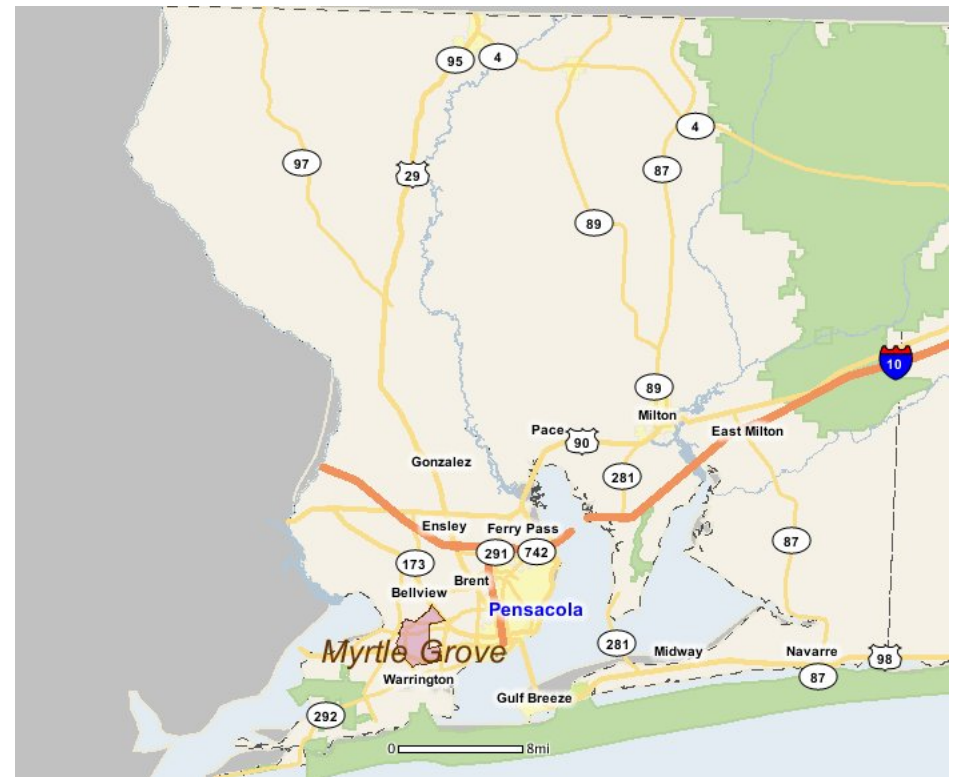 95
4
4
97
29
87
89
10
89
Milton
Pace
90
East Milton
Gonzalez
281
Ensley
Ferry Pass
87
291
742
173
Brent
Bellview
Pensacola
281
Midway
Navarre
98
Myrtle Grove
Warrington
87
Gulf Breeze
292
0
8mi